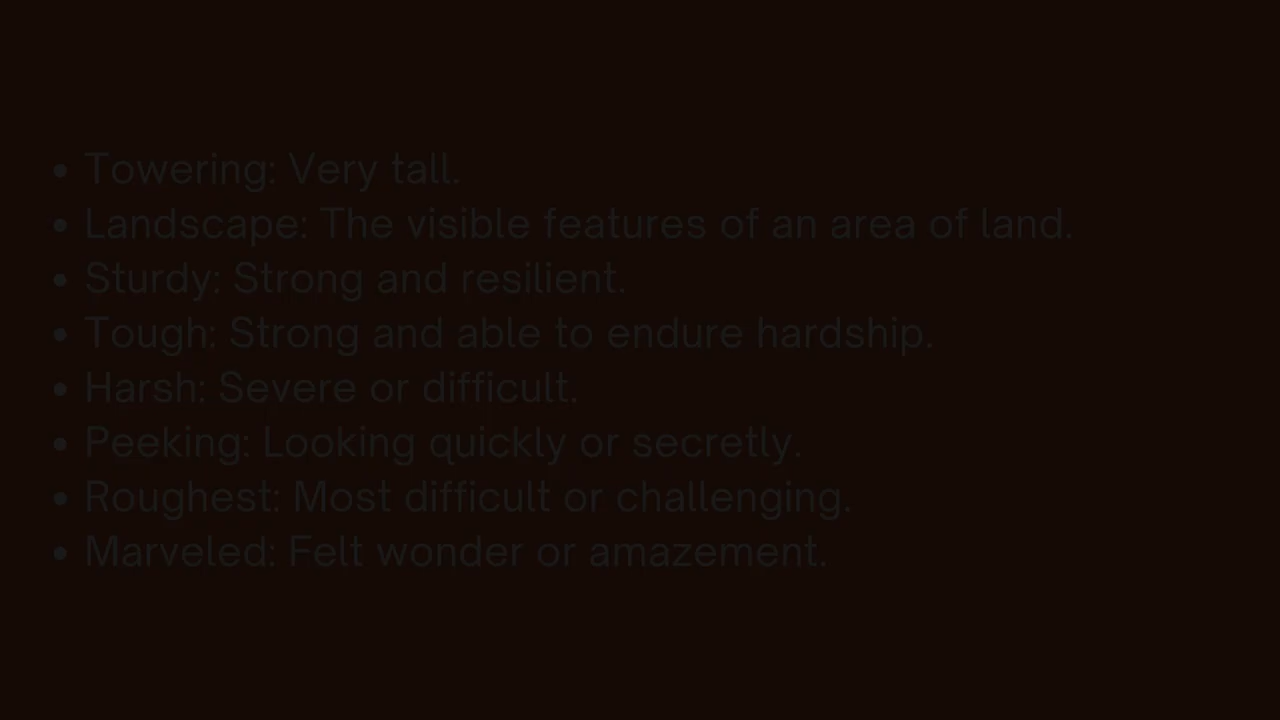 • Towering: Very tall.
• Landscape: The visible features of an area of land.
• Sturdy: Strong and resilient.
• Tough: Strong and able to endure hardship.
• Harsh: Severe or difficult.
• Peeking: Looking quickly or secretly.
• Roughest: Most difficult or challenging.
• Marveled: Felt wonder or amazement.